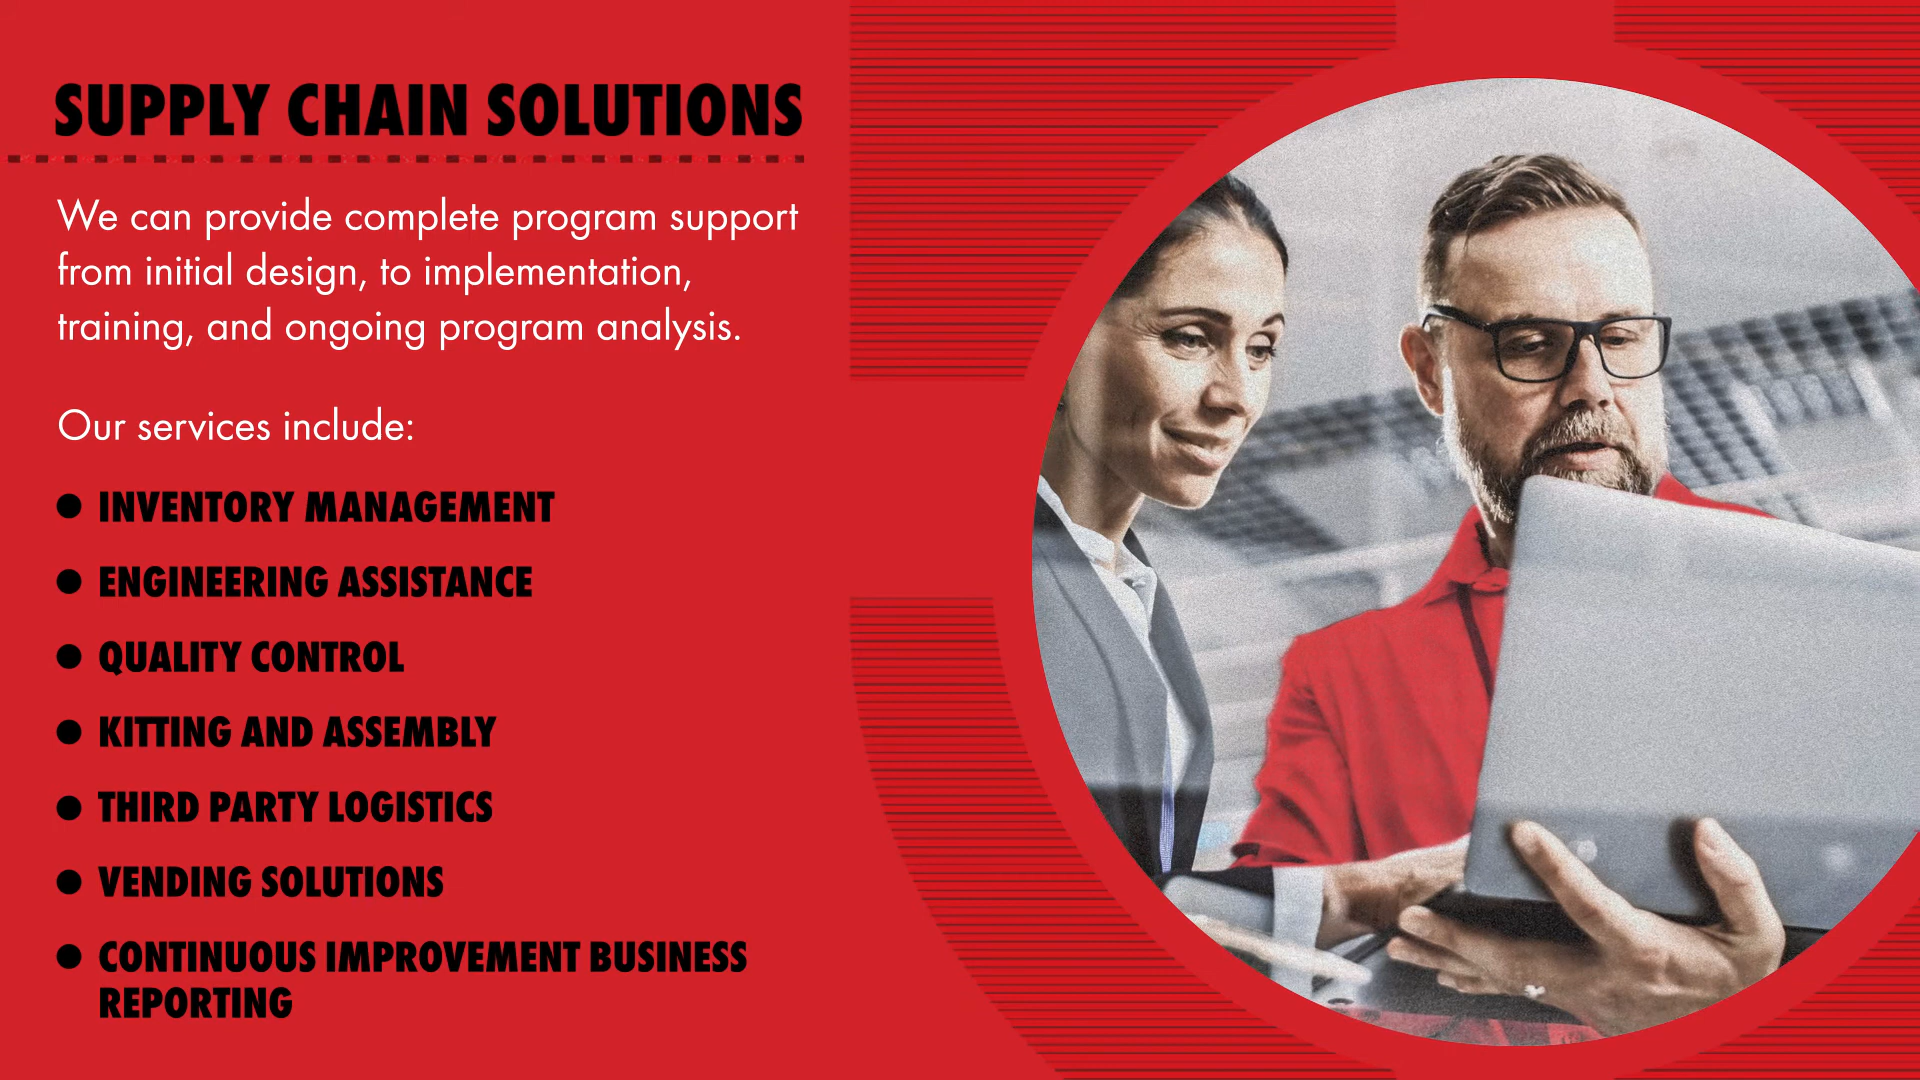 SUPPLY CHAIN SOLUTIONS
We can provide complete program support
from initial design, to implementation,
training, and ongoing program analysis.
Our services include:
● INVENTORY MANAGEMENT
● ENGINEERING ASSISTANCE
● QUALITY CONTROL
● KITTING AND ASSEMBLY
● THIRD PARTY LOGISTICS
● VENDING SOLUTIONS
● CONTINUOUS IMPROVEMENT BUSINESS
REPORTING